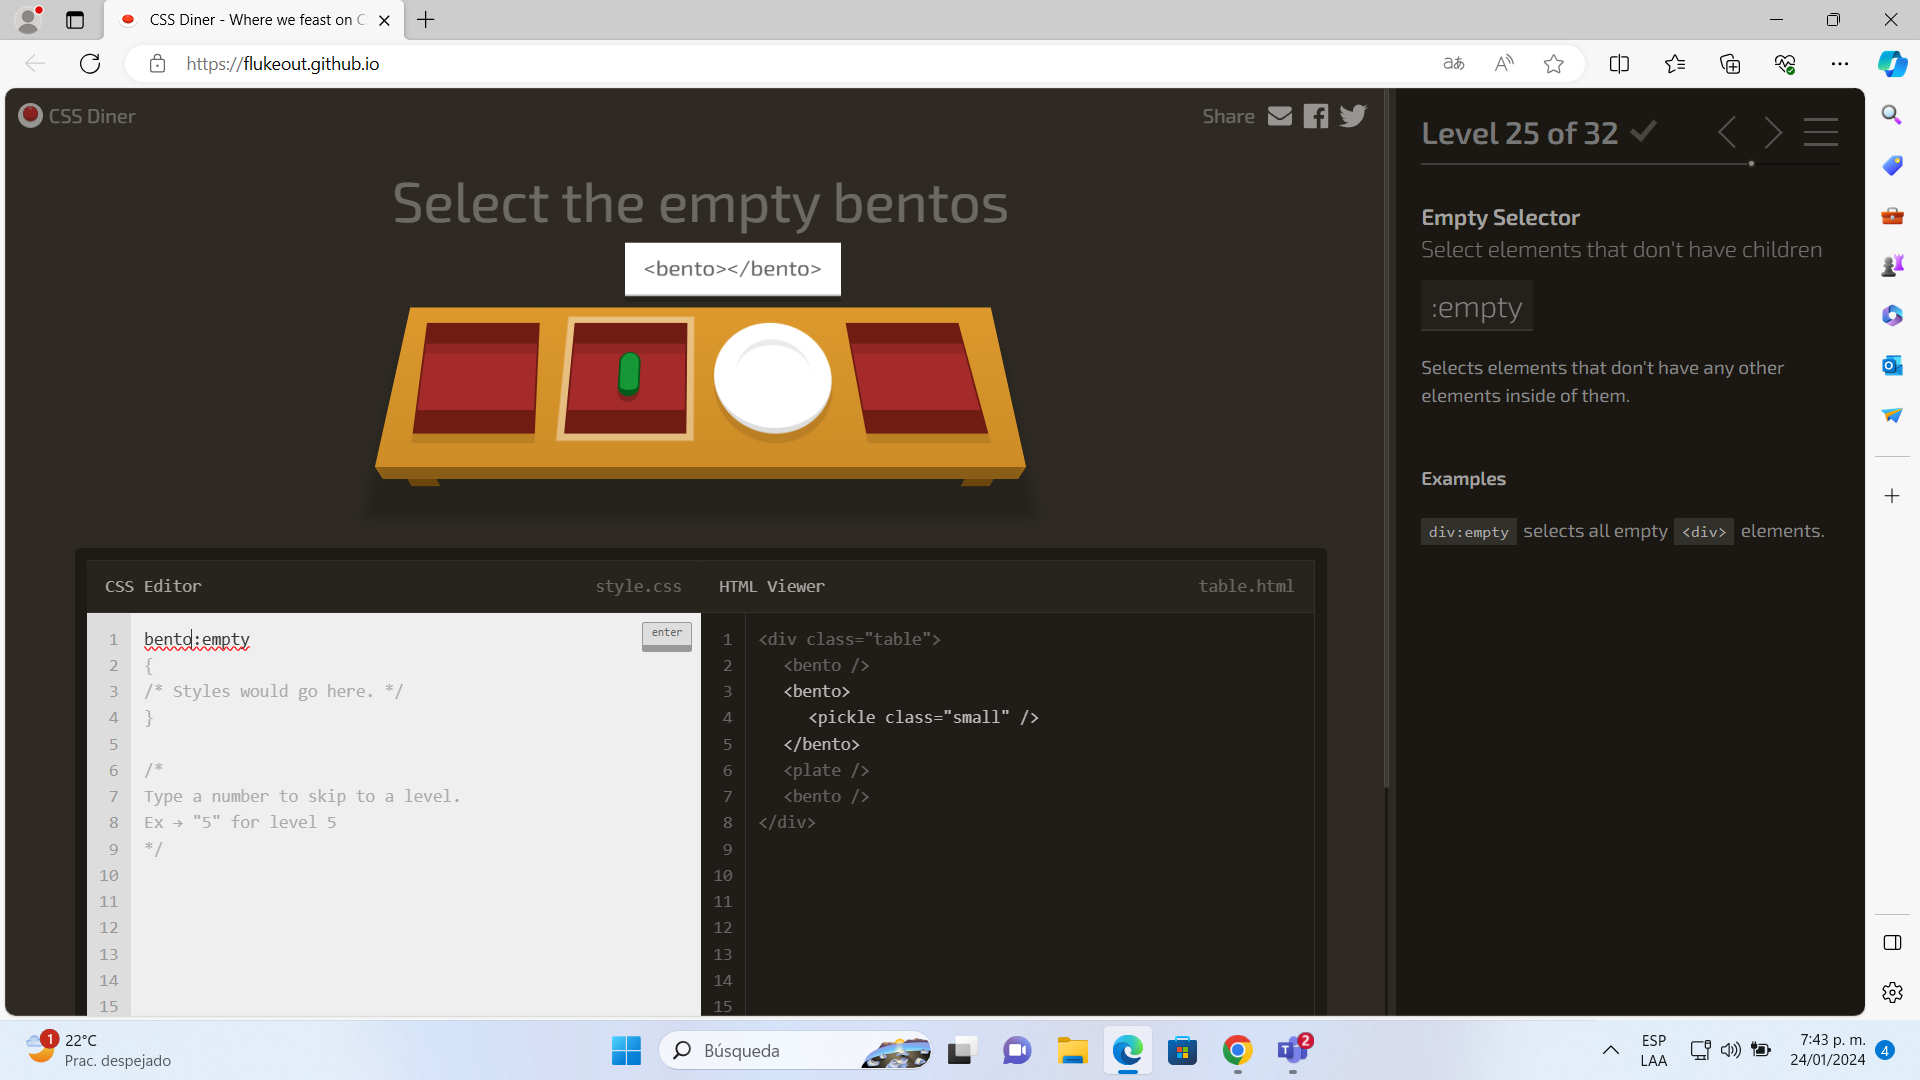 CSS Diner - Where we feast on C
https://flukeout.github.io
CSS Diner
Share
Select the empty bentos
<bento></bento>
Level 25 of 32
Empty Selector
Select elements that don't have children
:empty
Selects elements that don't have any other
elements inside of them.
Examples
div:empty selects all empty <div> elements.
CSS Editor
style.css
HTML Viewer
table.html
1 bento:empty
enter
2 {
3 /* Styles would go here. */
4 }
5
6 /*
7 Type a number to skip to a level.
8 Ex → "5" for level 5
9 */
10
11
12
13
14
15
1 <div class="table">
2 <bento />
3 <bento>
4 <pickle class="small" />
5 </bento>
6 <plate />
7 <bento />
8 </div>
9
10
11
12
13
14
15
1
22°C
Prac. despejado
Búsqueda
2
ESP
LAA
7:43 p. m.
24/01/2024
4